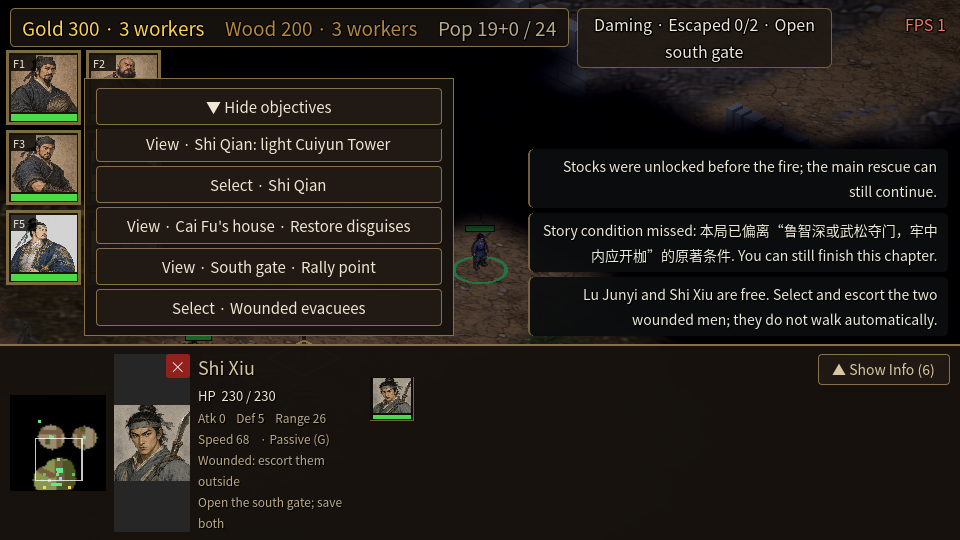 Gold 300 · 3 workers Wood 200 · 3 workers Pop 19+0 / 24
Daming · Escaped 0/2 · Open
south gate
FPS 1
F1
F2
F3
F5
▼ Hide objectives
View · Shi Qian: light Cuiyun Tower
Select · Shi Qian
View · Cai Fu's house · Restore disguises
View · South gate · Rally point
Select · Wounded evacuees
Stocks were unlocked before the fire; the main rescue can
still continue.
Story condition missed: 本局已偏离“鲁智深或武松夺门，牢中
内应开枷”的原著条件. You can still finish this chapter.
Lu Junyi and Shi Xiu are free. Select and escort the two
wounded men; they do not walk automatically.
Shi Xiu
HP 230 / 230
Atk 0 Def 5 Range 26
Speed 68 · Passive (G)
Wounded: escort them
outside
Open the south gate; save
both
▲ Show Info (6)